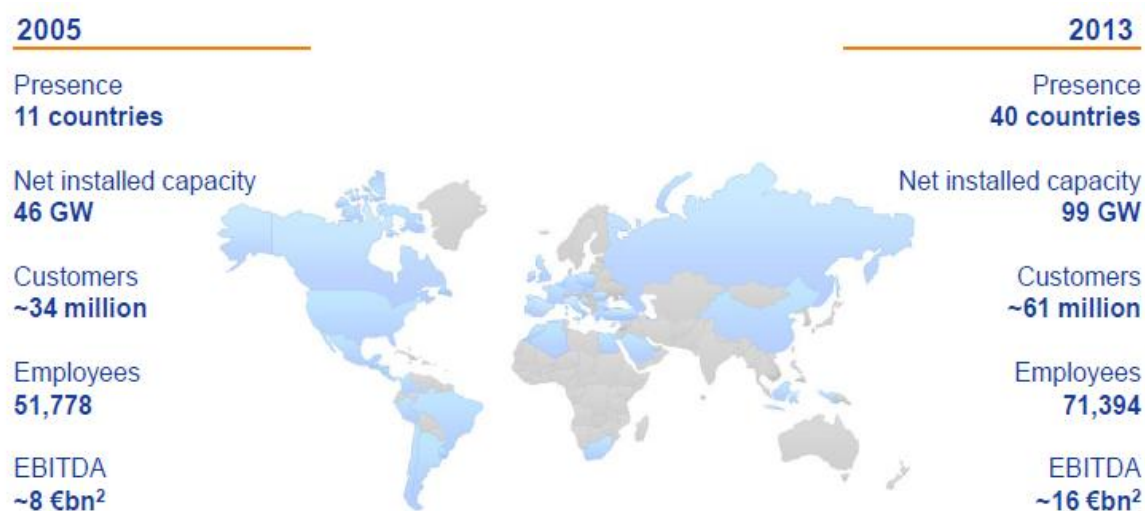 2005
Presence
11 countries
Net installed capacity
46 GW
Customers
~34 million
Employees
51,778
EBITDA
~8 €bn²
2013
Presence
40 countries
Net installed capacity
99 GW
Customers
~61 million
Employees
71,394
EBITDA
~16 €bn²